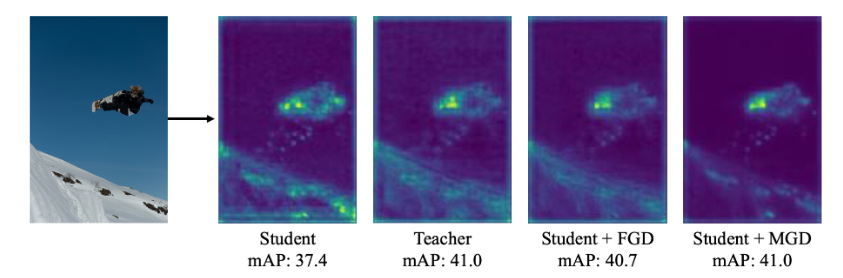 Student
mAP: 37.4
Teacher
mAP: 41.0
Student + FGD
mAP: 40.7
Student + MGD
mAP: 41.0